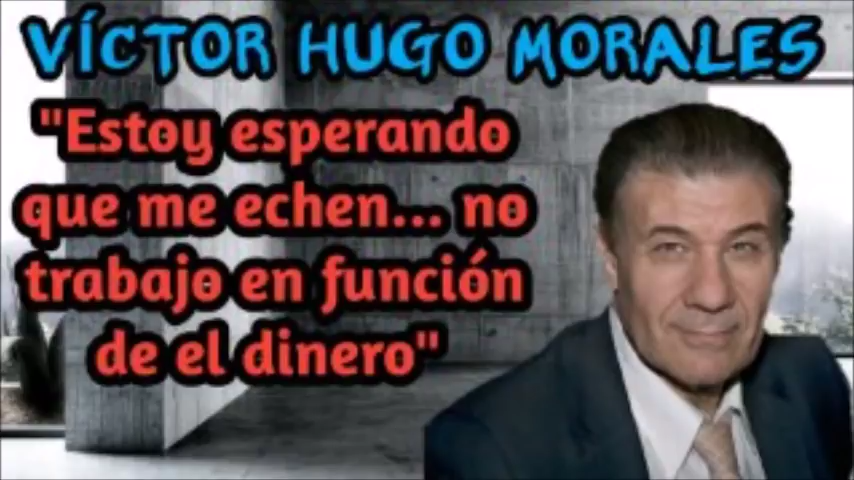 VÍCTOR HUGO MORALES
"Estoy esperando
que me echen... no
trabajo en función
de el dinero"